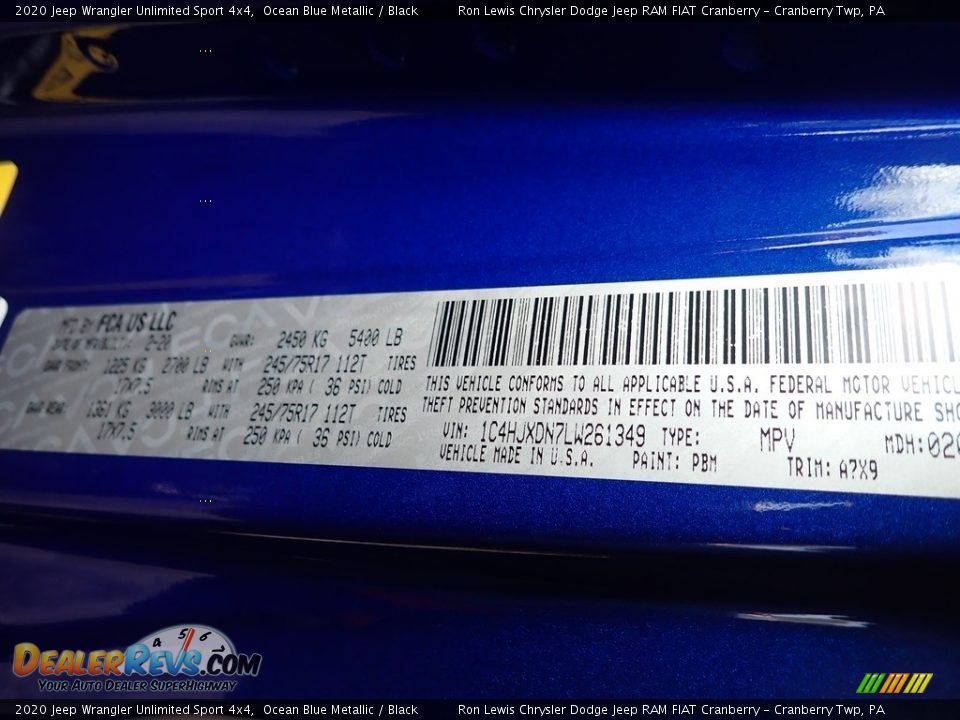 2020 Jeep Wrangler Unlimited Sport 4x4, Ocean Blue Metallic / Black Ron Lewis Chrysler Dodge Jeep RAM FIAT Cranberry - Cranberry Twp, PA
MFD BY FCA US LLC
DATE OF MFR 2-20 GVWR: 2450 KG 5400 LB
GAWR FRONT: 1225 KG 2700 LB WITH 245/75R17 112T TIRES
17X7.5 RIMS AT 250 KPA ( 36 PSI) COLD
GAWR REAR: 1361 KG 3000 LB WITH 245/75R17 112T TIRES
17X7.5 RIMS AT 250 KPA ( 36 PSI) COLD
THIS VEHICLE CONFORMS TO ALL APPLICABLE U.S.A. FEDERAL MOTOR VEHICL
THEFT PREVENTION STANDARDS IN EFFECT ON THE DATE OF MANUFACTURE SHO
VIN: 1C4HJXDN7LW261349 TYPE: MPV MDH: 020
VEHICLE MADE IN U.S.A. PAINT: PBM TRIM: A7X9
4 5 6
DEALERREVS.COM
YOUR AUTO DEALER SUPERHIGHWAY
2020 Jeep Wrangler Unlimited Sport 4x4, Ocean Blue Metallic / Black Ron Lewis Chrysler Dodge Jeep RAM FIAT Cranberry - Cranberry Twp, PA